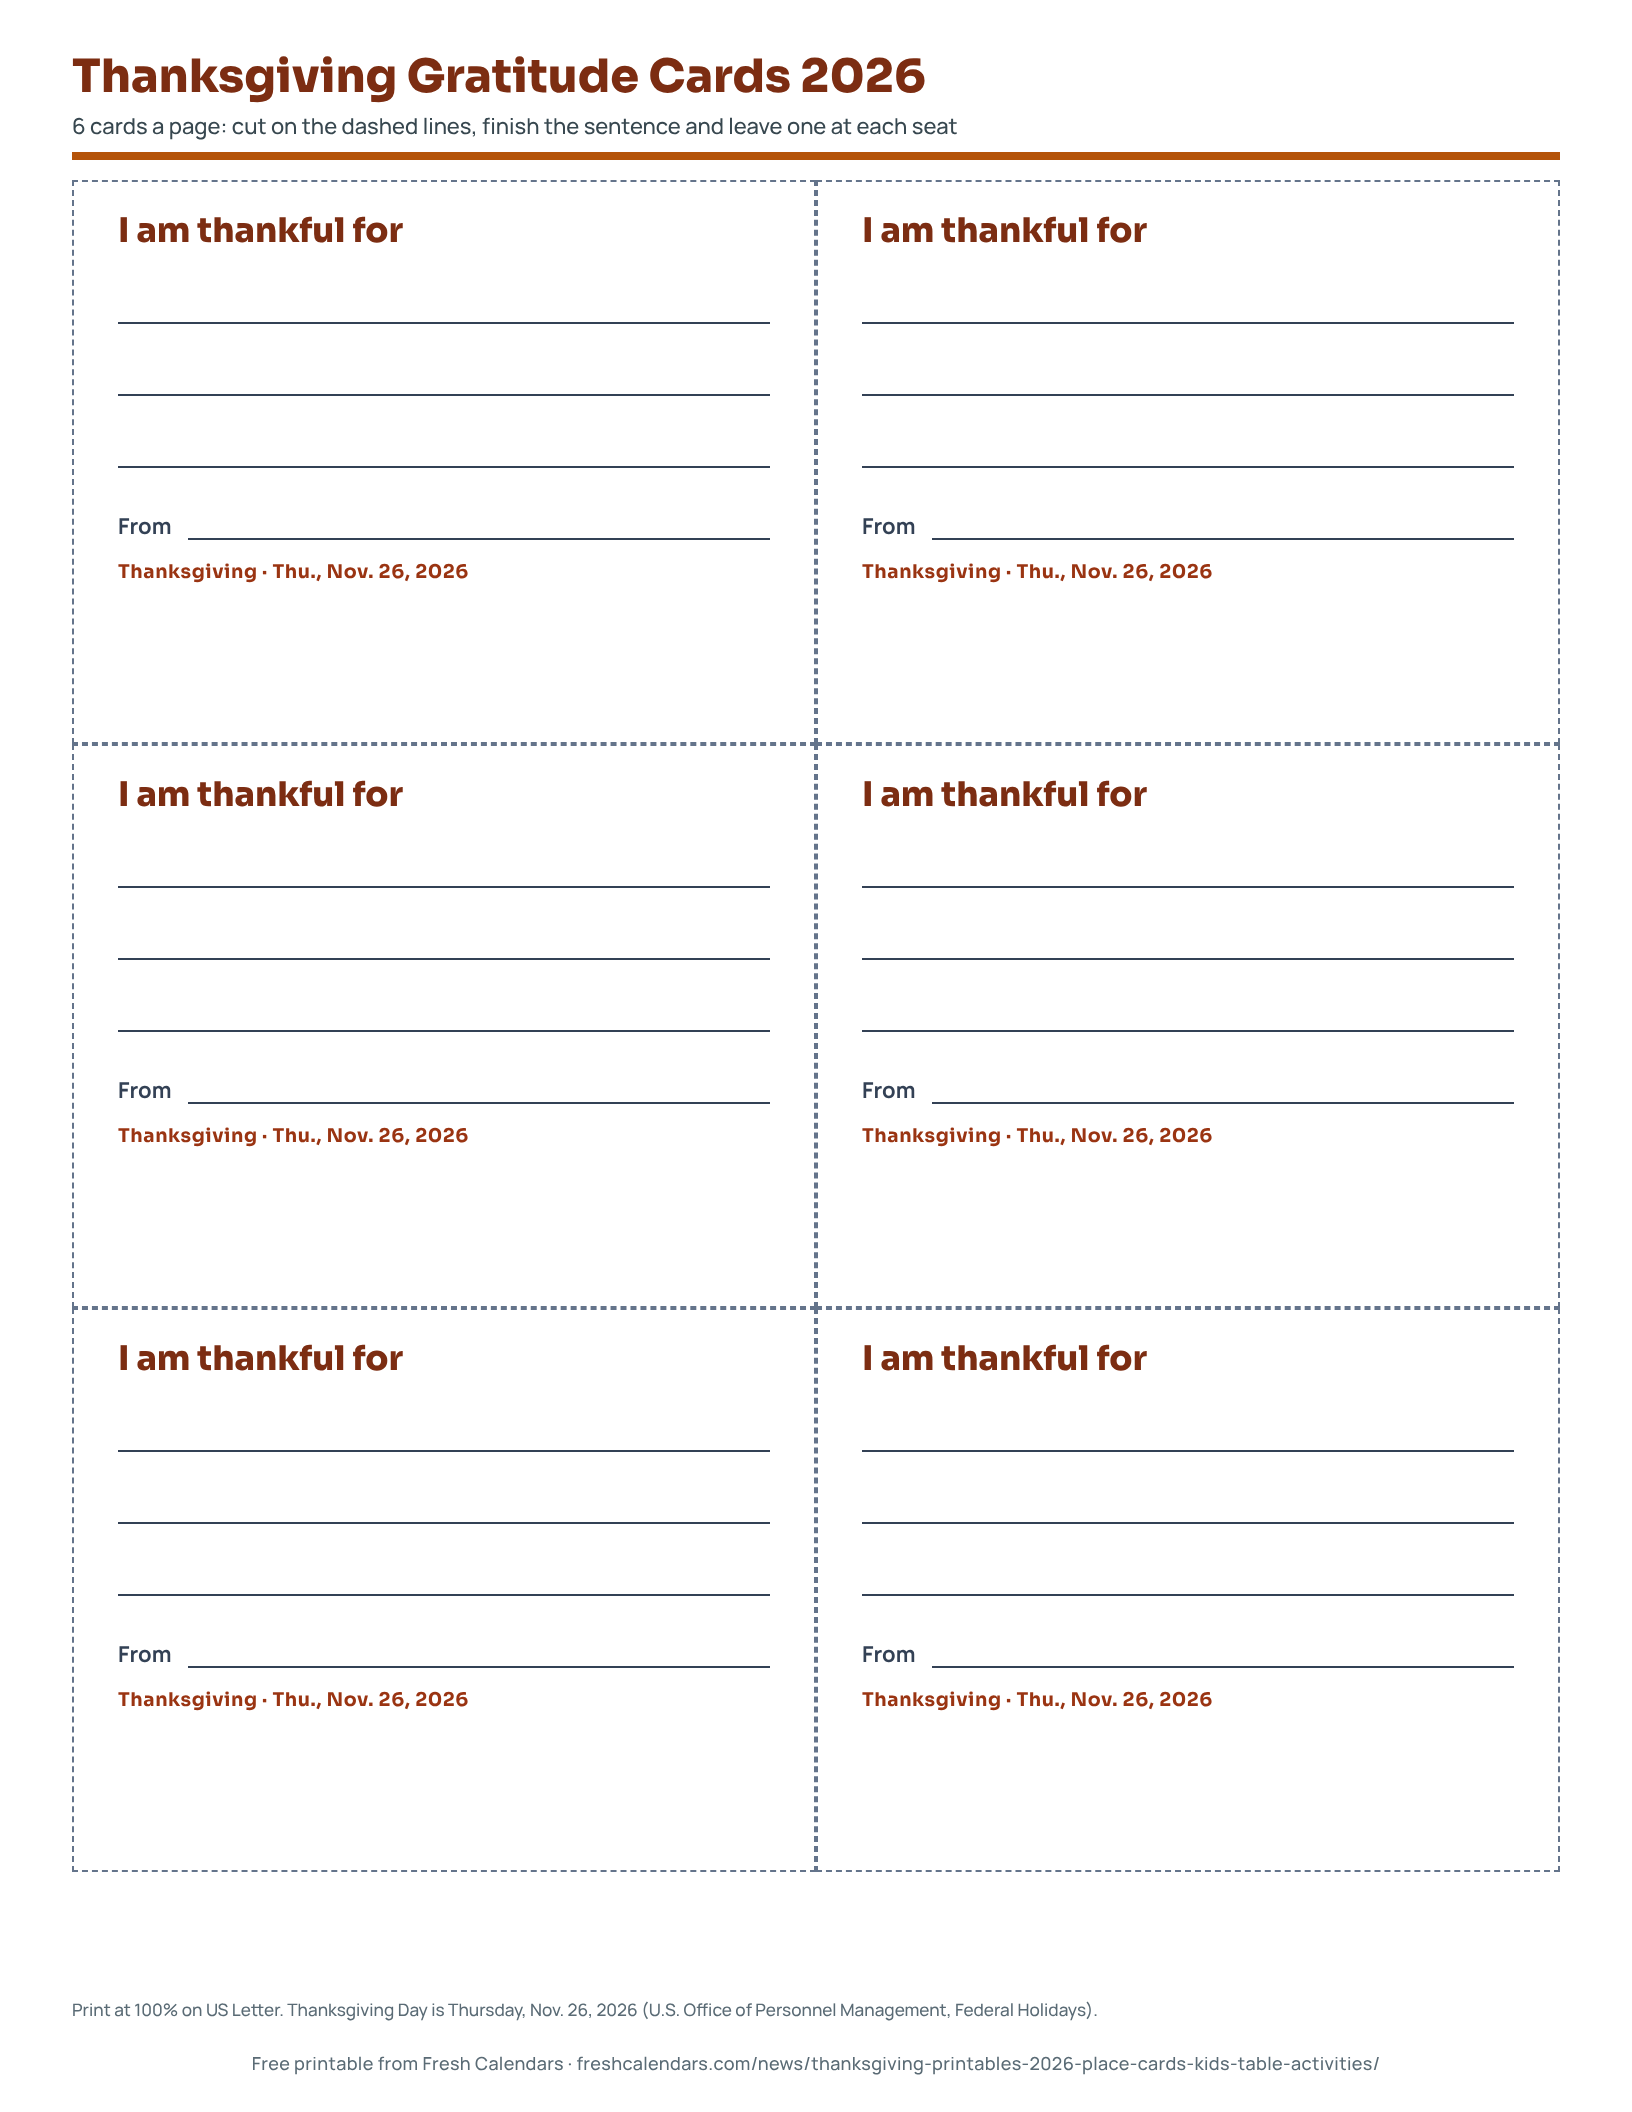 Thanksgiving Gratitude Cards 2026
6 cards a page: cut on the dashed lines, finish the sentence and leave one at each seat
I am thankful for
From
Thanksgiving · Thu., Nov. 26, 2026
I am thankful for
From
Thanksgiving · Thu., Nov. 26, 2026
I am thankful for
From
Thanksgiving · Thu., Nov. 26, 2026
I am thankful for
From
Thanksgiving · Thu., Nov. 26, 2026
I am thankful for
From
Thanksgiving · Thu., Nov. 26, 2026
I am thankful for
From
Thanksgiving · Thu., Nov. 26, 2026
Print at 100% on US Letter. Thanksgiving Day is Thursday, Nov. 26, 2026 (U.S. Office of Personnel Management, Federal Holidays).
Free printable from Fresh Calendars · freshcalendars.com/news/thanksgiving-printables-2026-place-cards-kids-table-activities/